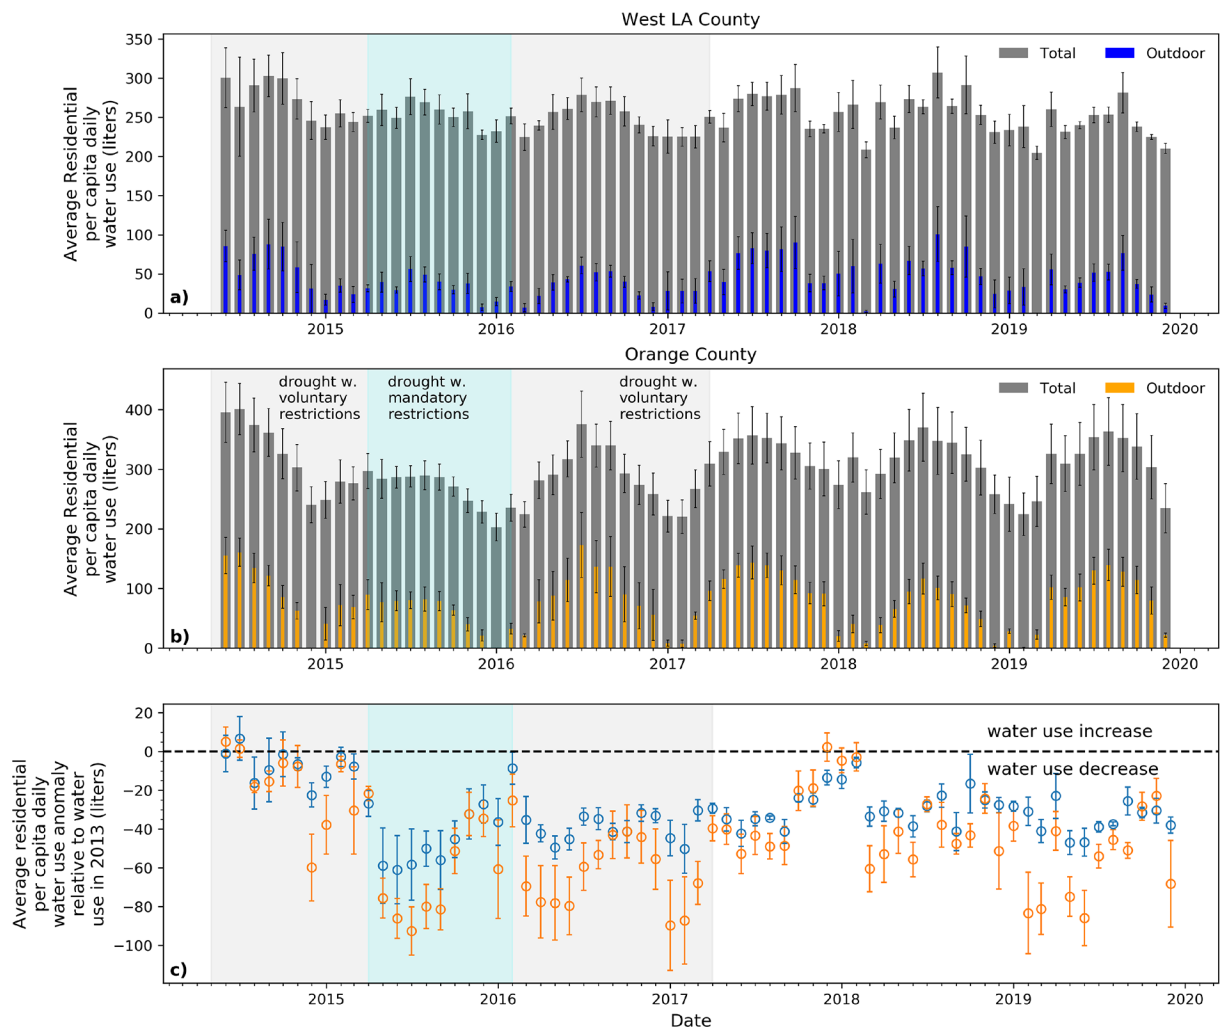 West LA County
Average Residential
per capita daily
water use (liters)
350
300
250
200
150
100
50
0
Total
Outdoor
a)
2015
2016
2017
2018
2019
2020
Orange County
Average Residential
per capita daily
water use (liters)
400
300
200
100
0
drought w.
voluntary
restrictions
drought w.
mandatory
restrictions
drought w.
voluntary
restrictions
Total
Outdoor
b)
2015
2016
2017
2018
2019
2020
Average residential
per capita daily
water use anomaly
relative to water
use in 2013 (liters)
20
0
−20
−40
−60
−80
−100
water use increase
water use decrease
c)
2015
2016
2017
2018
2019
2020
Date